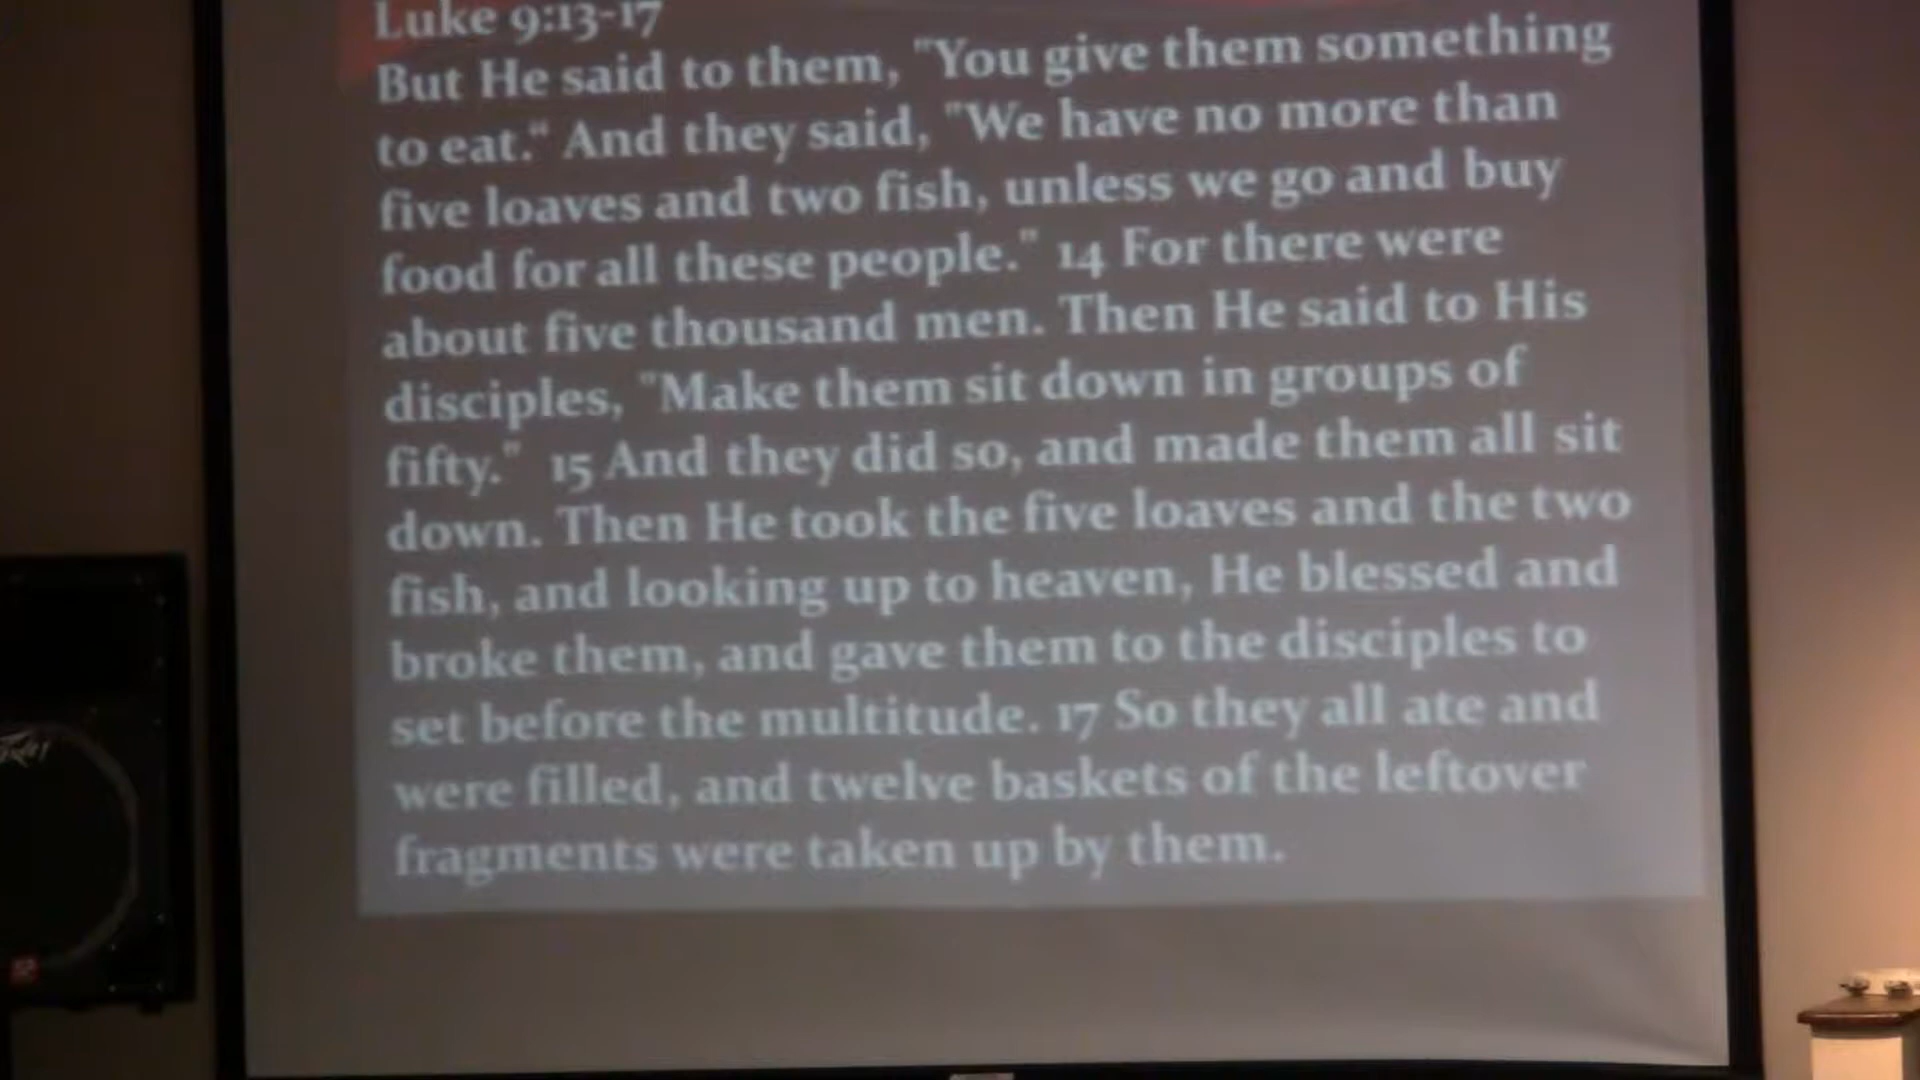 Luke 9:13-17
But He said to them, "You give them something
to eat." And they said, "We have no more than
five loaves and two fish, unless we go and buy
food for all these people." 14 For there were
about five thousand men. Then He said to His
disciples, "Make them sit down in groups of
fifty."  15 And they did so, and made them all sit
down. Then He took the five loaves and the two
fish, and looking up to heaven, He blessed and
broke them, and gave them to the disciples to
set before the multitude. 17 So they all ate and
were filled, and twelve baskets of the leftover
fragments were taken up by them.